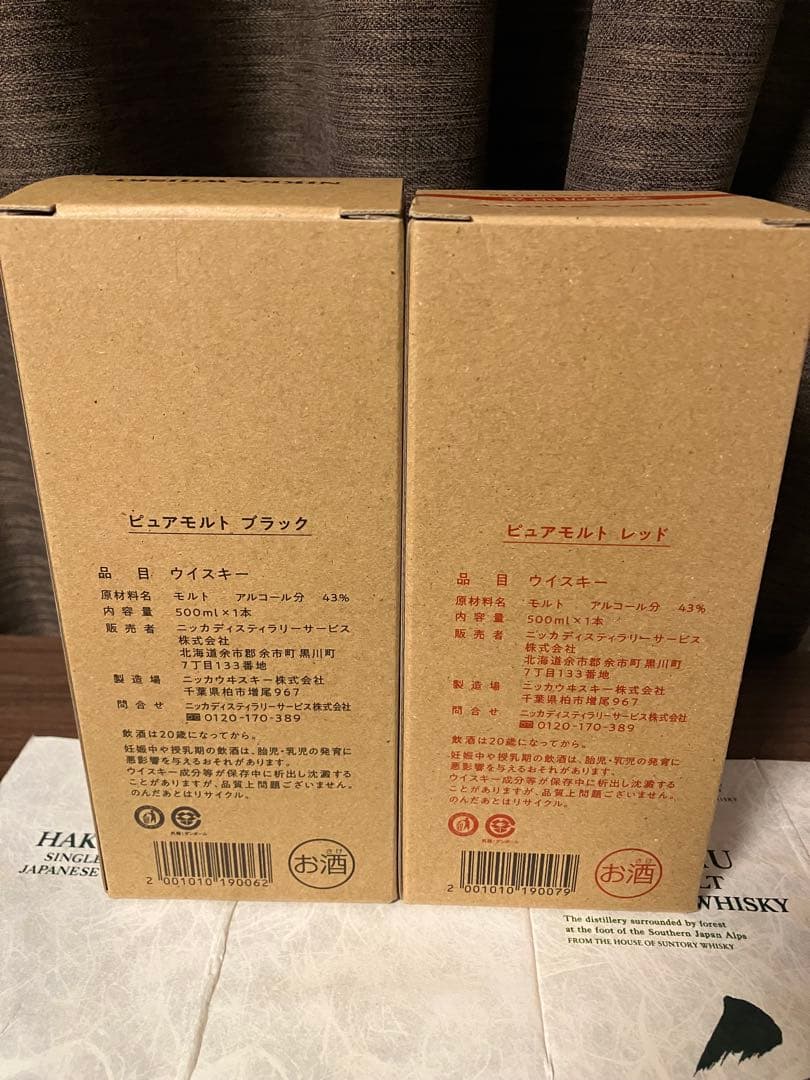 NIKKA WHISKY
ピュアモルト ブラック
品 目 ウイスキー
原材料名 モルト アルコール分 43%
内 容 量 500ml×1本
販 売 者 ニッカディスティラリーサービス
株式会社
北海道余市郡余市町黒川町
7丁目133番地
製 造 場 ニッカウヰスキー株式会社
千葉県柏市増尾967
問 合 せ ニッカディスティラリーサービス株式会社
0120-170-389
飲酒は20歳になってから。
妊娠中や授乳期の飲酒は、胎児・乳児の発育に
悪影響を与えるおそれがあります。
ウイスキー成分等が保存中に析出し沈澱する
ことがありますが、品質上問題ございません。
のんだあとはリサイクル。
外箱:ダンボール
2 001010 190062
さけ
お酒
ピュアモルト レッド
品 目 ウイスキー
原材料名 モルト アルコール分 43%
内 容 量 500ml×1本
販 売 者 ニッカディスティラリーサービス
株式会社
北海道余市郡余市町黒川町
7丁目133番地
製 造 場 ニッカウヰスキー株式会社
千葉県柏市増尾967
問 合 せ ニッカディスティラリーサービス株式会社
0120-170-389
飲酒は20歳になってから。
妊娠中や授乳期の飲酒は、胎児・乳児の発育に
悪影響を与えるおそれがあります。
ウイスキー成分等が保存中に析出し沈澱する
ことがありますが、品質上問題ございません。
のんだあとはリサイクル。
外箱:ダンボール
2 001010 190079
さけ
お酒
HAK
SINGLE
JAPANESE
U
LT
WHISKY
The distillery surrounded by forest
at the foot of the Southern Japan Alps
FROM THE HOUSE OF SUNTORY WHISKY